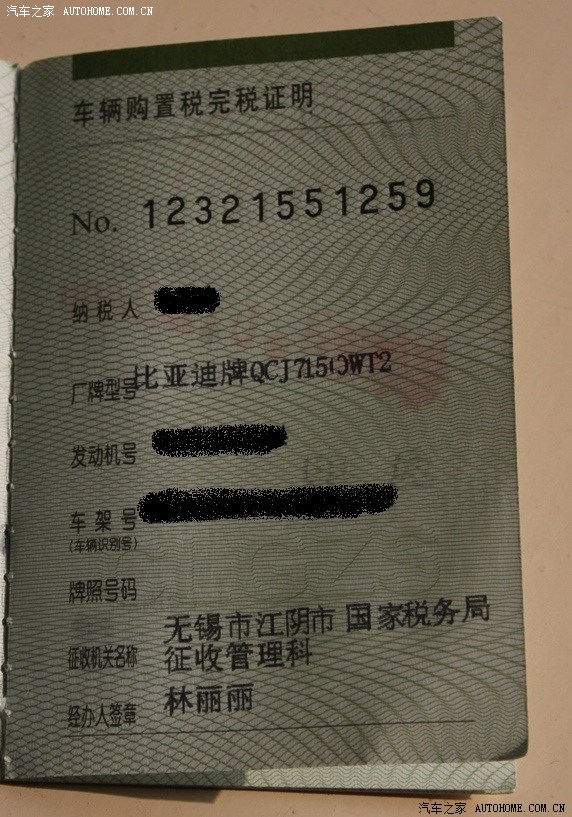 汽车之家 AUTOHOME.COM.CN
车辆购置税完税证明
No. 12321551259
纳税人
厂牌型号比亚迪牌QCJ7150WT2
发动机号
车架号
(车辆识别号)
牌照号码
征收机关名称 无锡市江阴市国家税务局
征收管理科
经办人签章 林丽丽
汽车之家 AUTOHOME.COM.CN